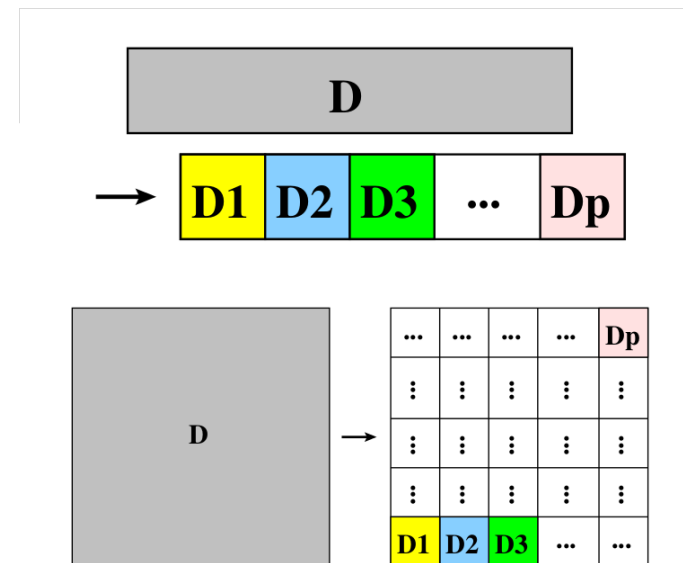 D
D1 D2 D3 ... Dp
... ... ... ... Dp
⋮ ⋮ ⋮ ⋮ ⋮
D
⋮ ⋮ ⋮ ⋮ ⋮
⋮ ⋮ ⋮ ⋮ ⋮
D1 D2 D3 ... ...